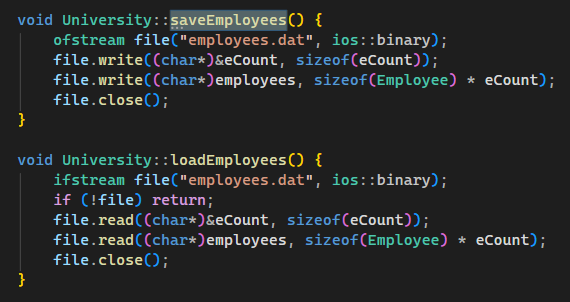 void University::saveEmployees() {
    ofstream file("employees.dat", ios::binary);
    file.write((char*)&eCount, sizeof(eCount));
    file.write((char*)employees, sizeof(Employee) * eCount);
    file.close();
}

void University::loadEmployees() {
    ifstream file("employees.dat", ios::binary);
    if (!file) return;
    file.read((char*)&eCount, sizeof(eCount));
    file.read((char*)employees, sizeof(Employee) * eCount);
    file.close();
}